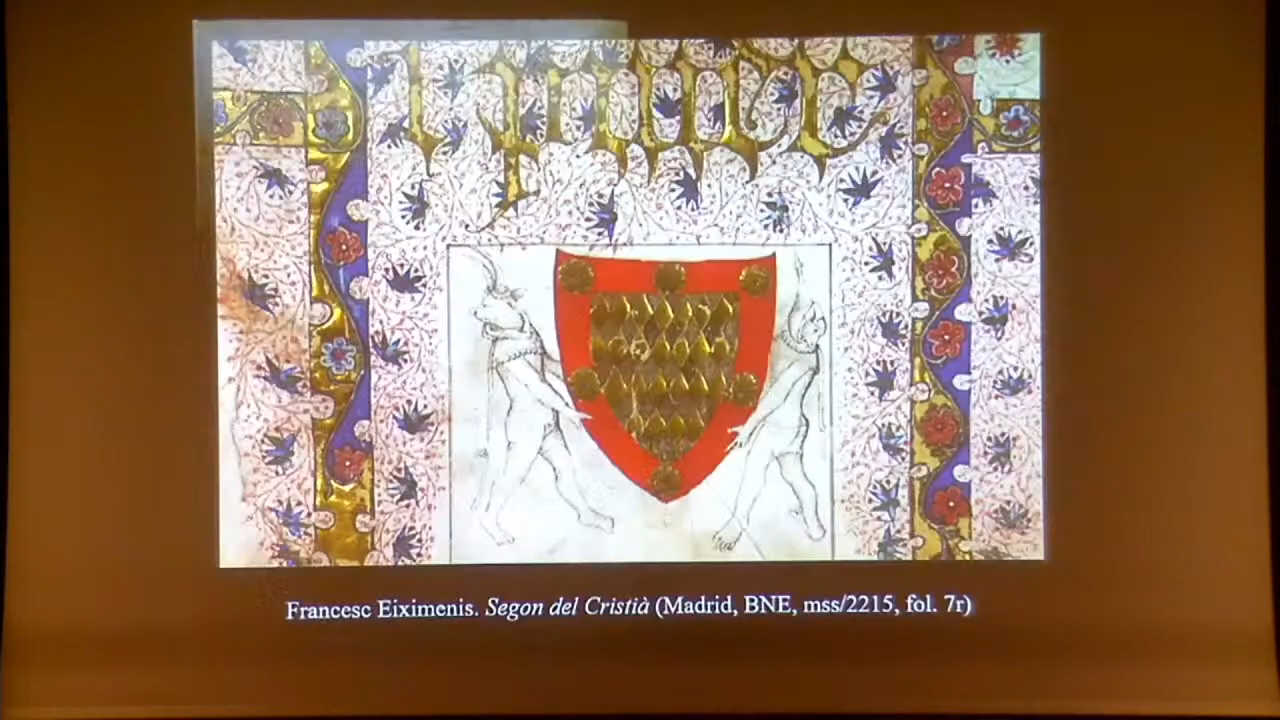 Francesc Eiximenis. Segon del Cristià (Madrid, BNE, mss/2215, fol. 7r)